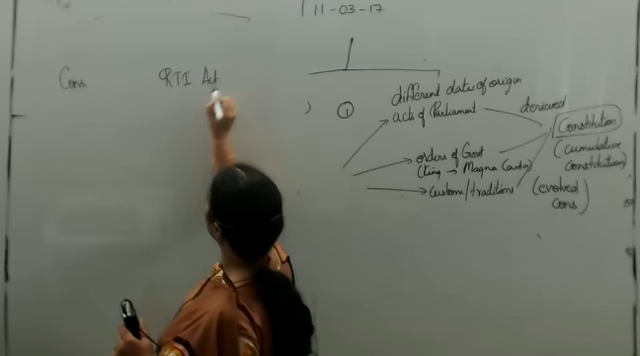 11-03-17
Cons
RTI Act
①
different date of origin
acts of Parliament
derieved
Constitution
(cumulative
constitution)
orders of Govt
(King → Magna Carta)
customs/traditions
(evolved
cons)